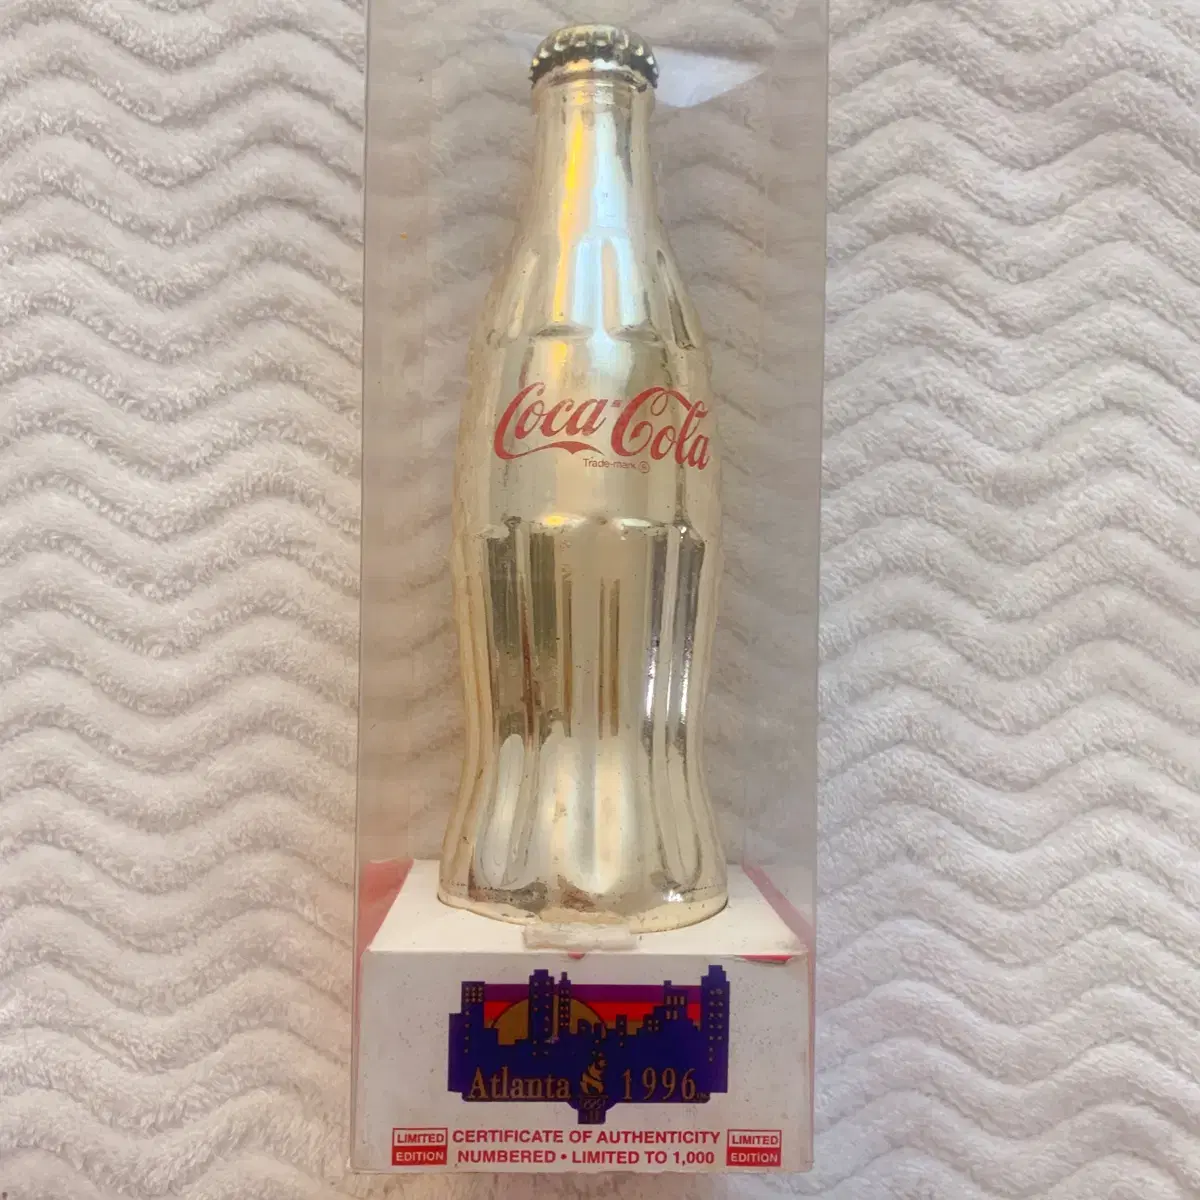 Coca-Cola
Trade-mark ®
Atlanta 1996
LIMITED EDITION
CERTIFICATE OF AUTHENTICITY
NUMBERED • LIMITED TO 1,000
LIMITED EDITION